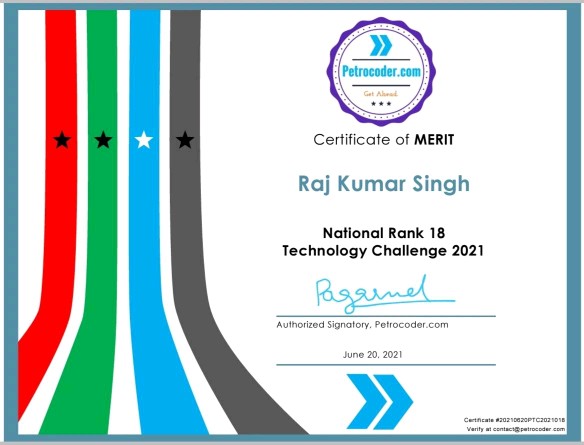 Petrocoder.com
Get Ahead
Certificate of MERIT
Raj Kumar Singh
National Rank 18
Technology Challenge 2021
Authorized Signatory, Petrocoder.com
June 20, 2021
Certificate #20210620PTC2021018
Verify at contact@petrocoder.com